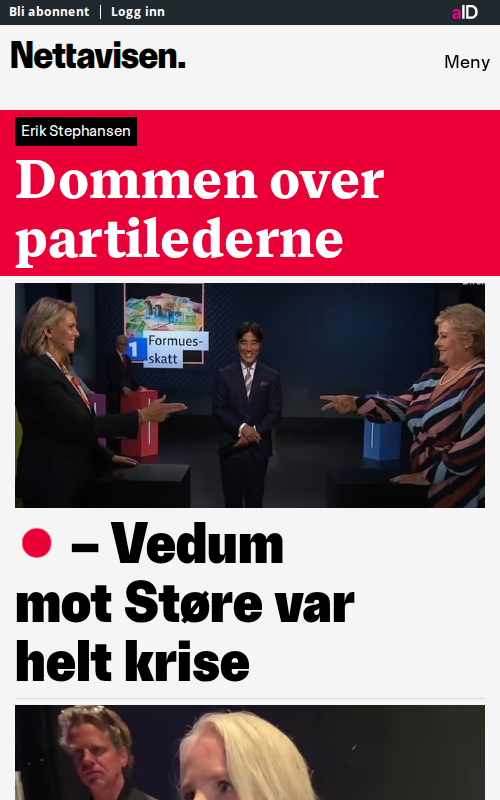 Bli abonnent | Logg inn
aID
Nettavisen.
Meny
Erik Stephansen
Dommen over
partilederne
1 Formues-
skatt
– Vedum
mot Støre var
helt krise